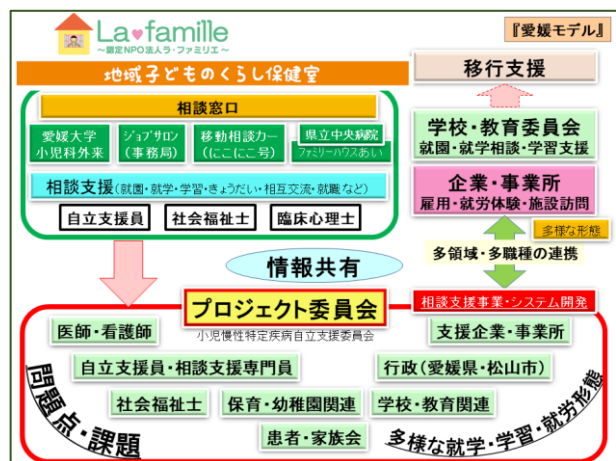 La♥famille
～認定NPO法人ラ・ファミリエ～
『愛媛モデル』
地域子どものくらし保健室
相談窓口
愛媛大学
小児科外来
ジョブサロン
(事務局)
移動相談カー
(にこにこ号)
県立中央病院
ファミリーハウスあい
相談支援(就園・就学・学習・きょうだい・相互交流・就職など)
自立支援員
社会福祉士
臨床心理士
移行支援
学校・教育委員会
就園・就学相談・学習支援
企業・事業所
雇用・就労体験・施設訪問
多様な形態
多領域・多職種の連携
情報共有
プロジェクト委員会
小児慢性特定疾病自立支援委員会
相談支援事業・システム開発
医師・看護師
支援企業・事業所
自立支援員・相談支援専門員
行政(愛媛県・松山市)
社会福祉士
保育・幼稚園関連
学校・教育関連
患者・家族会
問題点・課題
多様な就学・学習・就労形態